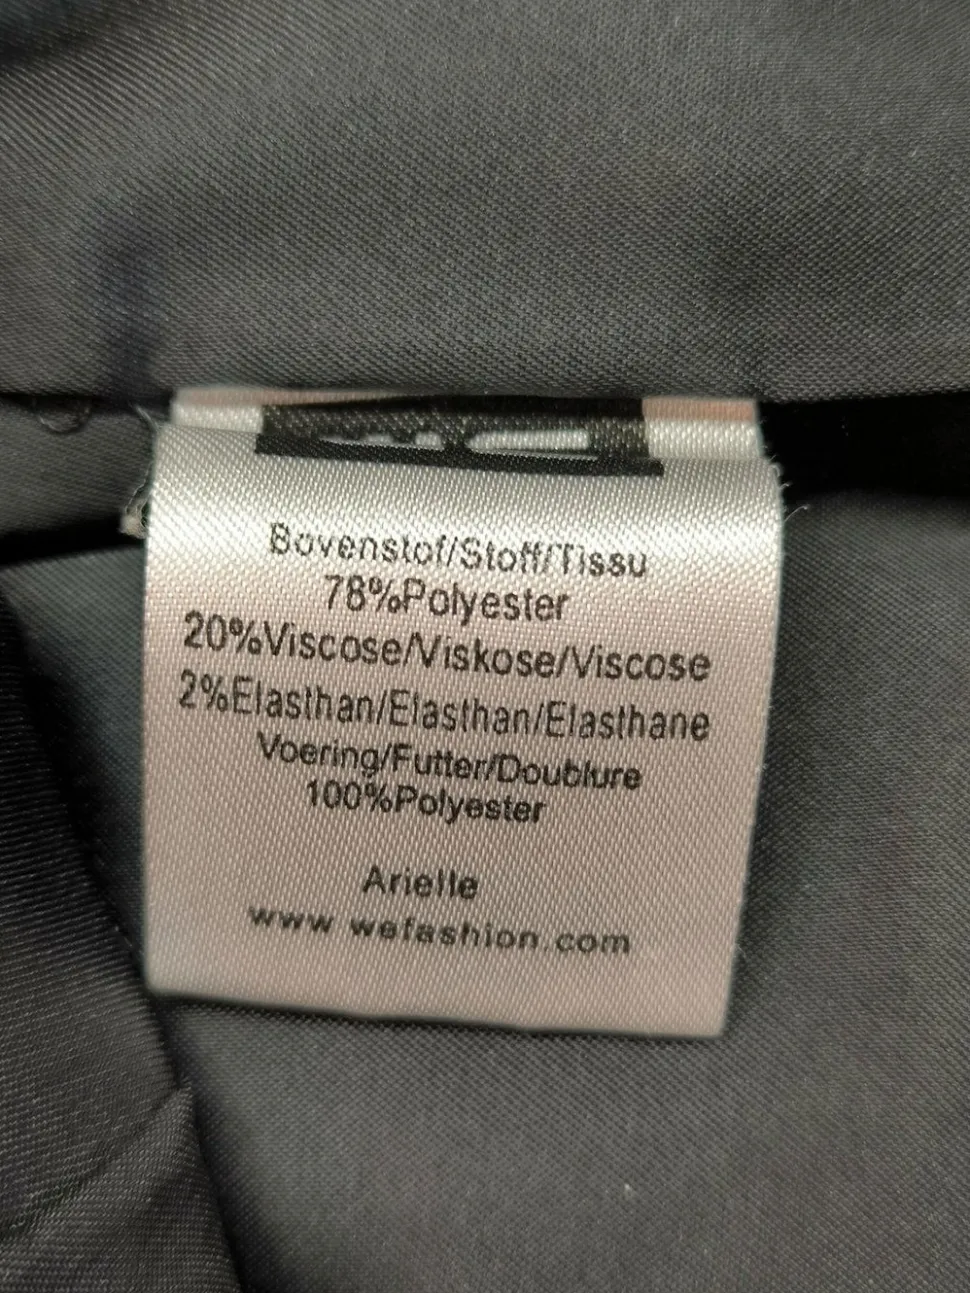 Bovenstof/Stoff/Tissu
78%Polyester
20%Viscose/Viskose/Viscose
2%Elasthan/Elasthan/Elasthane
Voering/Futter/Doublure
100%Polyester
Arielle
www.wefashion.com